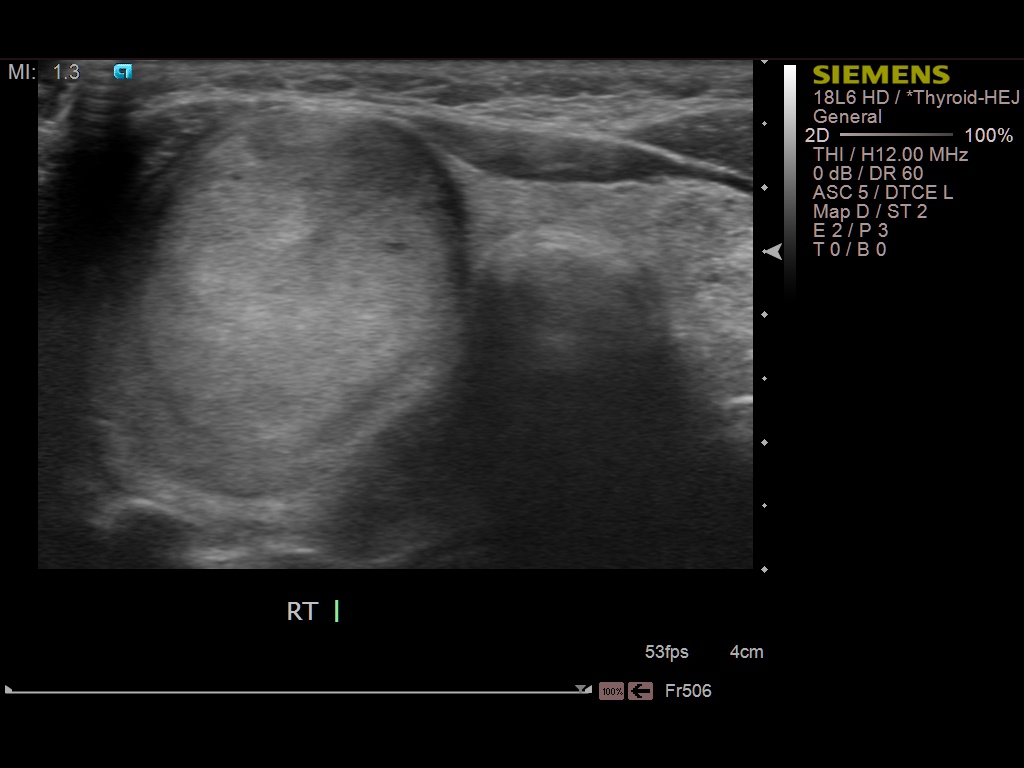 MI: 1.3
SIEMENS
18L6 HD / *Thyroid-HEJ
General
2D 100%
THI / H12.00 MHz
0 dB / DR 60
ASC 5 / DTCE L
Map D / ST 2
E 2 / P 3
T 0 / B 0
RT
53fps 4cm
100% Fr506